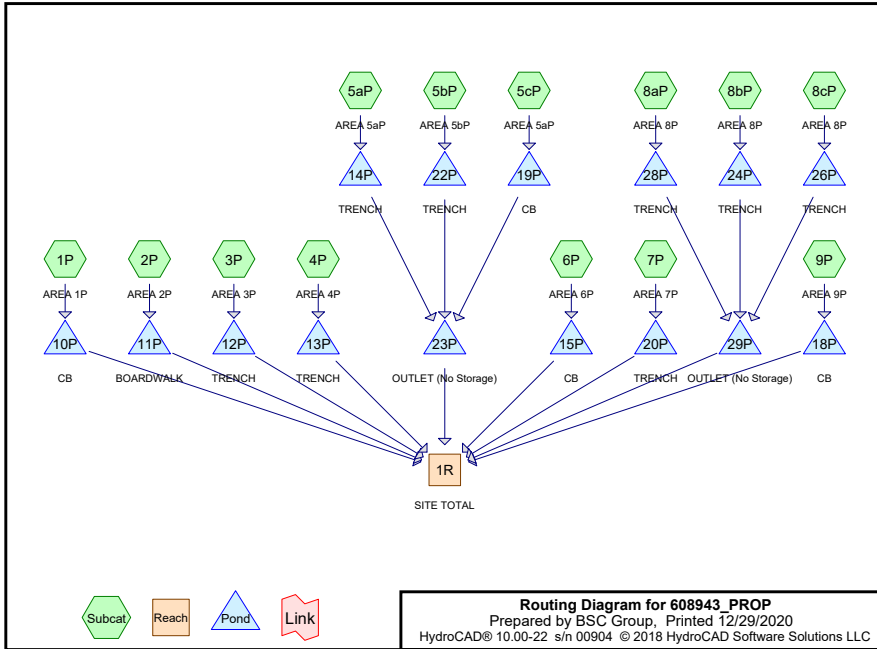 5aP 5bP 5cP 8aP 8bP 8cP
AREA 5aP AREA 5bP AREA 5aP AREA 8P AREA 8P AREA 8P
14P 22P 19P 28P 24P 26P
TRENCH TRENCH CB TRENCH TRENCH TRENCH
1P 2P 3P 4P 6P 7P 9P
AREA 1P AREA 2P AREA 3P AREA 4P AREA 6P AREA 7P AREA 9P
10P 11P 12P 13P 23P 15P 20P 29P 18P
CB BOARDWALK TRENCH TRENCH OUTLET (No Storage) CB TRENCH OUTLET (No Storage) CB
1R
SITE TOTAL
Subcat Reach Pond Link
Routing Diagram for 608943_PROP
Prepared by BSC Group, Printed 12/29/2020
HydroCAD® 10.00-22 s/n 00904 © 2018 HydroCAD Software Solutions LLC